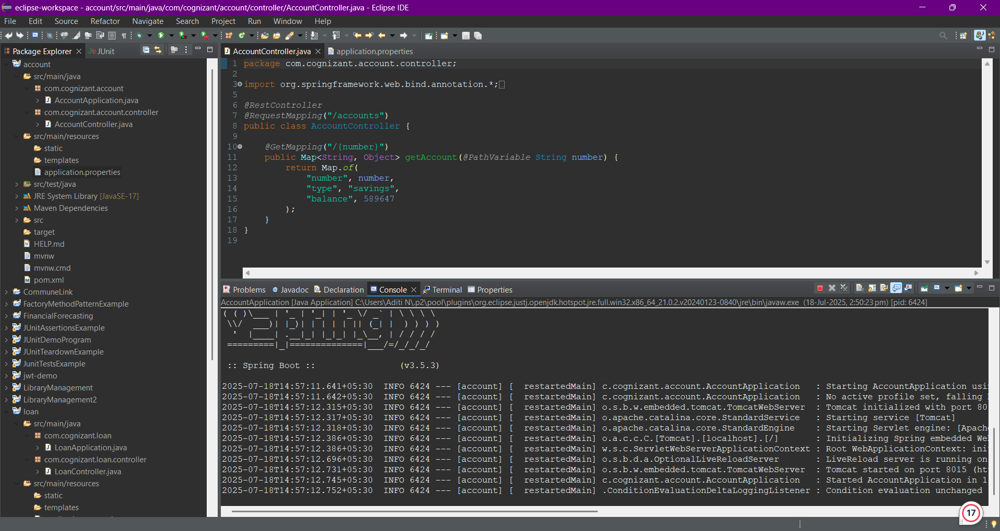 eclipse-workspace - account/src/main/java/com/cognizant/account/controller/AccountController.java - Eclipse IDE
File Edit Source Refactor Navigate Search Project Run Window Help
Package Explorer JUnit
account
src/main/java
com.cognizant.account
AccountApplication.java
com.cognizant.account.controller
AccountController.java
src/main/resources
static
templates
application.properties
src/test/java
JRE System Library [JavaSE-17]
Maven Dependencies
src
target
HELP.md
mvnw
mvnw.cmd
pom.xml
CommuneLink
FactoryMethodPatternExample
FinancialForecasting
JUnitAssertionsExample
JUnitDemoProgram
JUnitTeardownExample
JunitTestsExample
jwt-demo
LibraryManagement
LibraryManagement2
loan
src/main/java
com.cognizant.loan
LoanApplication.java
com.cognizant.loan.controller
LoanController.java
src/main/resources
static
templates
AccountController.java application.properties
1 package com.cognizant.account.controller;
2
3 import org.springframework.web.bind.annotation.*;
5
6 @RestController
7 @RequestMapping("/accounts")
8 public class AccountController {
9
10 @GetMapping("/{number}")
11 public Map<String, Object> getAccount(@PathVariable String number) {
12 return Map.of(
13 "number", number,
14 "type", "savings",
15 "balance", 589647
16 );
17 }
18 }
19
Problems Javadoc Declaration Console Terminal Properties
AccountApplication [Java Application] C:\Users\Aditi N\.p2\pool\plugins\org.eclipse.justj.openjdk.hotspot.jre.full.win32.x86_64_21.0.2.v20240123-0840\jre\bin\javaw.exe (18-Jul-2025, 2:50:23 pm) [pid: 6424]
( ( )\___ | '_ | '_| | '_ \/ _` | \ \ \ \
\\/ ___)| |_)| | | | | || (_| | ) ) ) )
' |____| .__|_| |_|_| |_\__, | / / / /
=========|_|==============|___/=/_/_/_/
:: Spring Boot :: (v3.5.3)
2025-07-18T14:57:11.641+05:30 INFO 6424 --- [account] [ restartedMain] c.cognizant.account.AccountApplication : Starting AccountApplication usi
2025-07-18T14:57:11.642+05:30 INFO 6424 --- [account] [ restartedMain] c.cognizant.account.AccountApplication : No active profile set, falling
2025-07-18T14:57:12.315+05:30 INFO 6424 --- [account] [ restartedMain] o.s.b.w.embedded.tomcat.TomcatWebServer : Tomcat initialized with port 80
2025-07-18T14:57:12.317+05:30 INFO 6424 --- [account] [ restartedMain] o.apache.catalina.core.StandardService : Starting service [Tomcat]
2025-07-18T14:57:12.318+05:30 INFO 6424 --- [account] [ restartedMain] o.apache.catalina.core.StandardEngine : Starting Servlet engine: [Apach
2025-07-18T14:57:12.386+05:30 INFO 6424 --- [account] [ restartedMain] o.a.c.c.C.[Tomcat].[localhost].[/] : Initializing Spring embedded We
2025-07-18T14:57:12.386+05:30 INFO 6424 --- [account] [ restartedMain] w.s.c.ServletWebServerApplicationContext : Root WebApplicationContext: ini
2025-07-18T14:57:12.696+05:30 INFO 6424 --- [account] [ restartedMain] o.s.b.d.a.OptionalLiveReloadServer : LiveReload server is running on
2025-07-18T14:57:12.731+05:30 INFO 6424 --- [account] [ restartedMain] o.s.b.w.embedded.tomcat.TomcatWebServer : Tomcat started on port 8015 (ht
2025-07-18T14:57:12.745+05:30 INFO 6424 --- [account] [ restartedMain] c.cognizant.account.AccountApplication : Started AccountApplication in 1
2025-07-18T14:57:12.752+05:30 INFO 6424 --- [account] [ restartedMain] .ConditionEvaluationDeltaLoggingListener : Condition evaluation unchanged
17